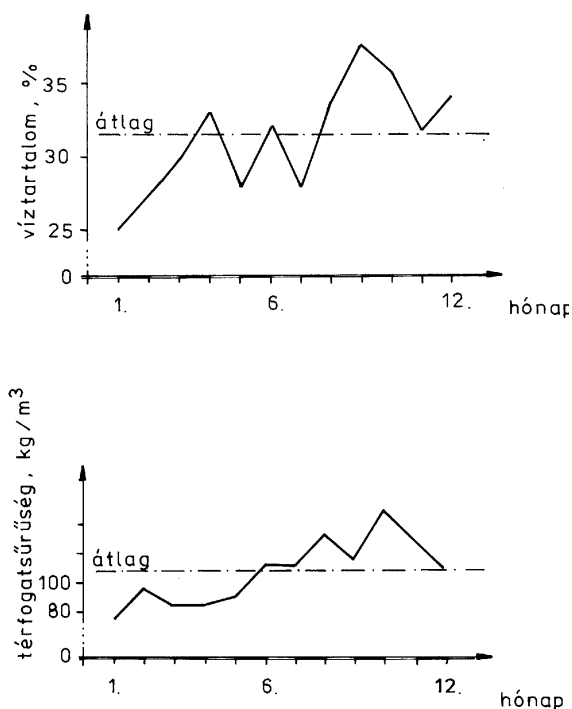 víztartalom, %
35
átlag
30
25
0
1.
6.
12.
hónap
térfogatsűrűség, kg/m³
átlag
100
80
0
1.
6.
12.
hónap